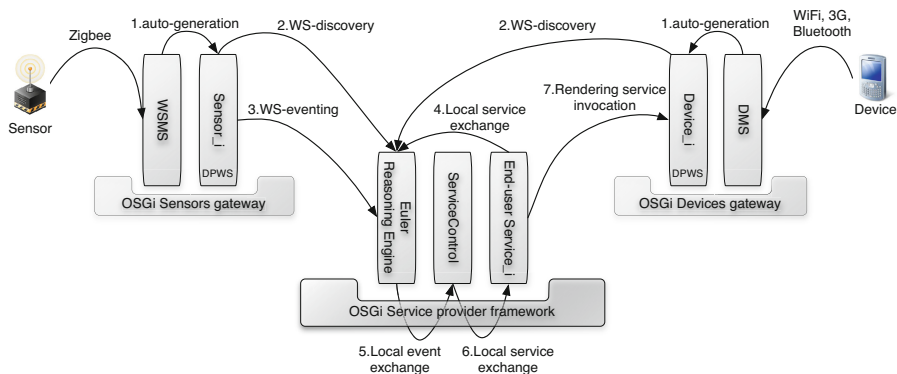 1.auto-generation
2.WS-discovery
2.WS-discovery
1.auto-generation
WiFi, 3G,
Bluetooth
Zigbee
Sensor
WSMS
Sensor_i
DPWS
3.WS-eventing
4.Local service
exchange
7.Rendering service
invocation
Device_i
DPWS
DMS
Device
OSGi Sensors gateway
OSGi Devices gateway
Euler
Reasoning Engine
ServiceControl
End-user Service_i
OSGi Service provider framework
5.Local event
exchange
6.Local service
exchange